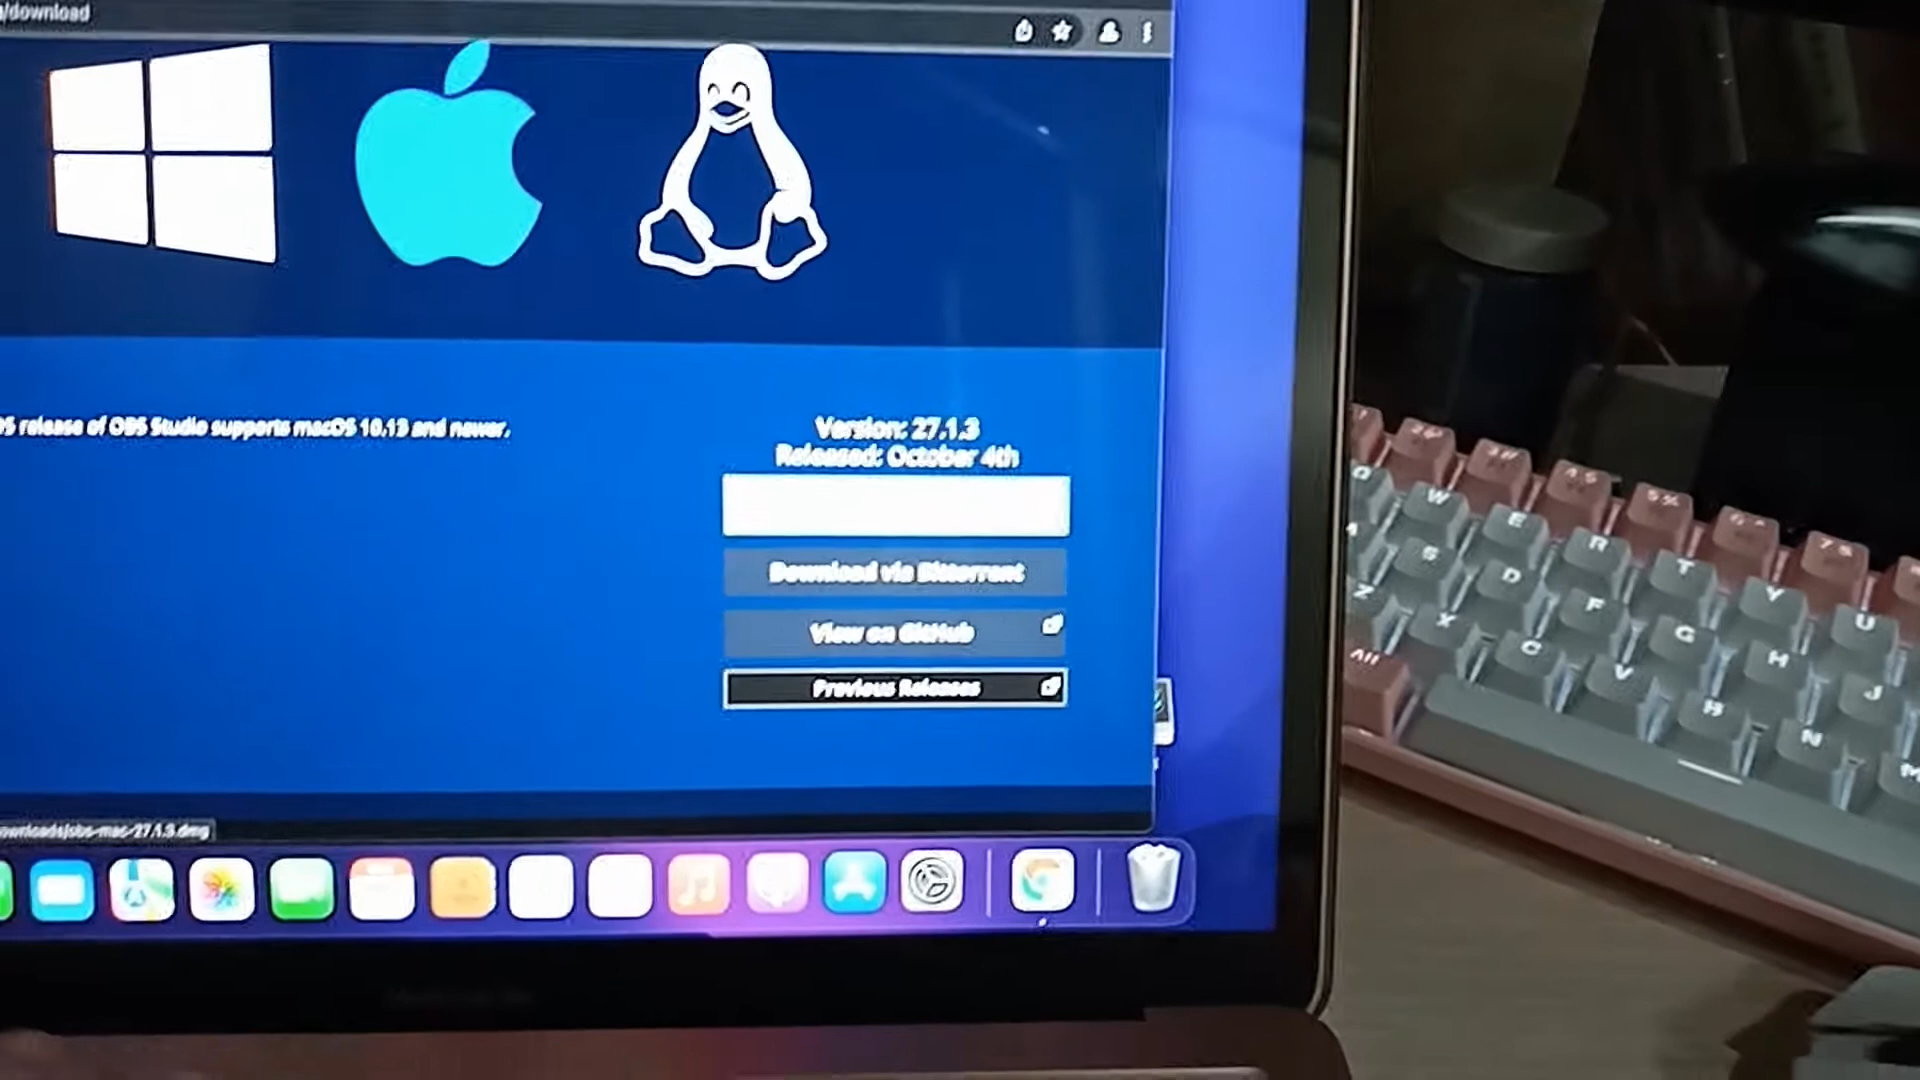 /download
release of OBS Studio supports macOS 10.13 and newer.
Version: 27.1.3
Released: October 4th
Download via Bittorrent
View on GitHub
Previous Releases
ownloads/obs-mac-27.1.3.dmg
Q W E R T Y U
S D F G H J
Z X C V B N M
Alt